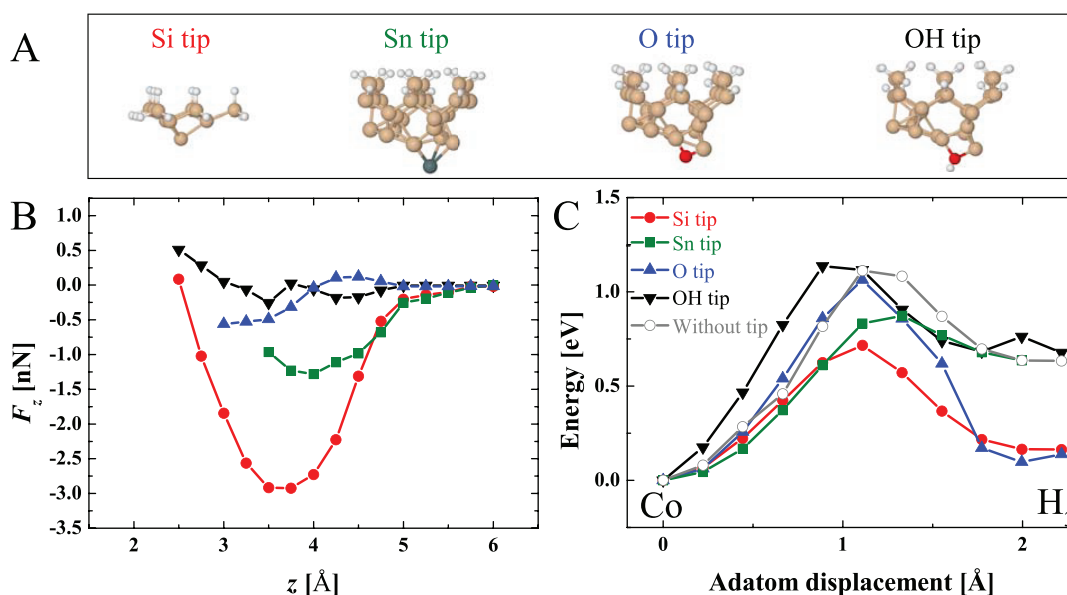 A
Si tip
Sn tip
O tip
OH tip
B
1.0
0.5
0.0
-0.5
-1.0
-1.5
-2.0
-2.5
-3.0
-3.5
Fz [nN]
2
3
4
5
6
z [Å]
C
1.5
1.0
0.5
0.0
Energy [eV]
Si tip
Sn tip
O tip
OH tip
Without tip
Co
H
0
1
2
Adatom displacement [Å]